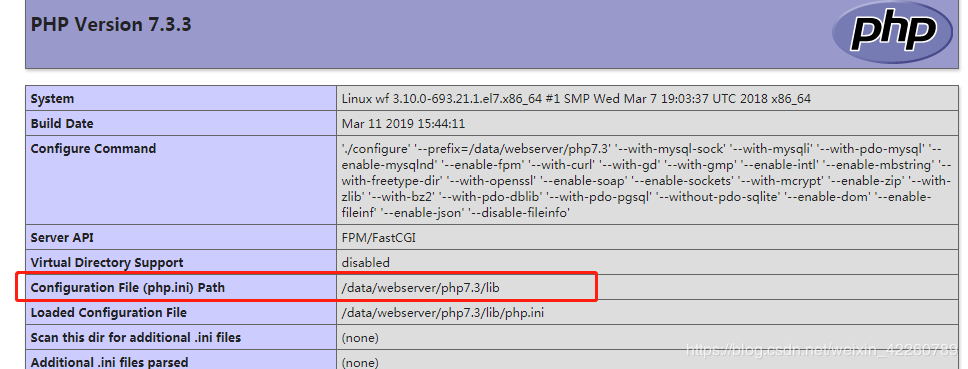 PHP Version 7.3.3
php
System Linux wf 3.10.0-693.21.1.el7.x86_64 #1 SMP Wed Mar 7 19:03:37 UTC 2018 x86_64
Build Date Mar 11 2019 15:44:11
Configure Command './configure' '--prefix=/data/webserver/php7.3' '--with-mysql-sock' '--with-mysqli' '--with-pdo-mysql' '--
enable-mysqlnd' '--enable-fpm' '--with-curl' '--with-gd' '--with-gmp' '--enable-intl' '--enable-mbstring' '--
with-freetype-dir' '--with-openssl' '--enable-soap' '--enable-sockets' '--with-mcrypt' '--enable-zip' '--with-
zlib' '--with-bz2' '--with-pdo-dblib' '--with-pdo-pgsql' '--without-pdo-sqlite' '--enable-dom' '--enable-
fileinf' '--enable-json' '--disable-fileinfo'
Server API FPM/FastCGI
Virtual Directory Support disabled
Configuration File (php.ini) Path /data/webserver/php7.3/lib
Loaded Configuration File /data/webserver/php7.3/lib/php.ini
Scan this dir for additional .ini files (none)
Additional .ini files parsed (none)
https://blog.csdn.net/weixin_42260789